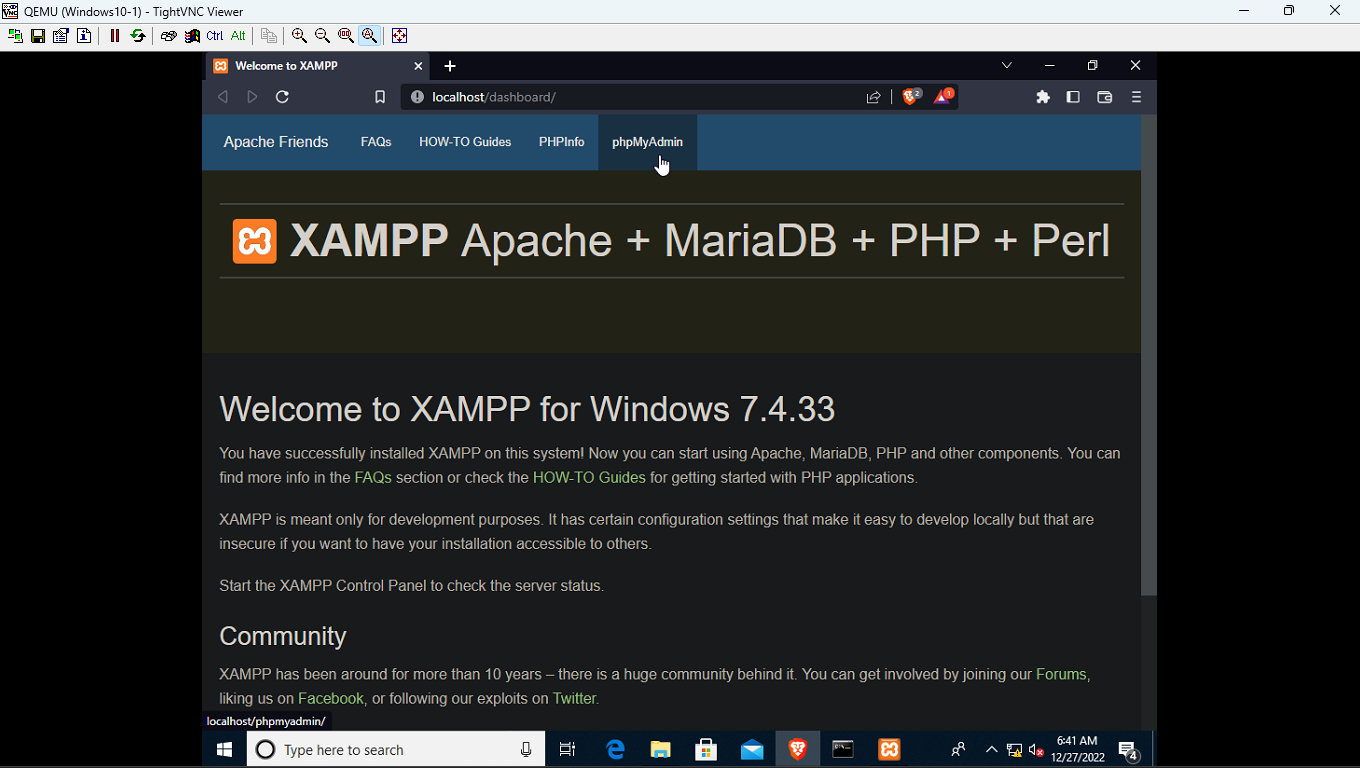 QEMU (Windows10-1) - TightVNC Viewer
Ctrl Alt
Welcome to XAMPP
localhost/dashboard/
2
1
Apache Friends FAQs HOW-TO Guides PHPInfo phpMyAdmin
XAMPP Apache + MariaDB + PHP + Perl
Welcome to XAMPP for Windows 7.4.33
You have successfully installed XAMPP on this system! Now you can start using Apache, MariaDB, PHP and other components. You can
find more info in the FAQs section or check the HOW-TO Guides for getting started with PHP applications.
XAMPP is meant only for development purposes. It has certain configuration settings that make it easy to develop locally but that are
insecure if you want to have your installation accessible to others.
Start the XAMPP Control Panel to check the server status.
Community
XAMPP has been around for more than 10 years – there is a huge community behind it. You can get involved by joining our Forums,
liking us on Facebook, or following our exploits on Twitter.
localhost/phpmyadmin/
Type here to search
6:41 AM
12/27/2022
4